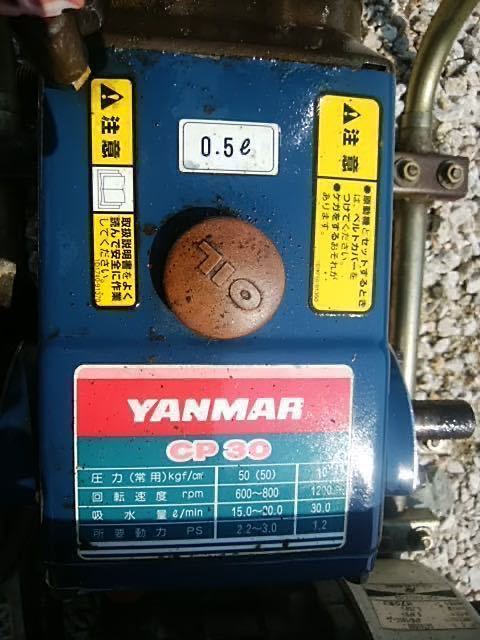 注意
取扱説明書をよく
読んで安全に作業
してください。
0.5ℓ
注意
●原動機とセットするとき
は、ベルトカバーを
つけてください。
●ケガをするおそれが
あります。
OIL
YANMAR
CP 30
圧力(常用)kgf/cm² 50(50) 10
回転速度 rpm 600~800 1200
吸水量 ℓ/min 15.0~20.0 30.0
所要動力 PS 2.2~3.0 1.2